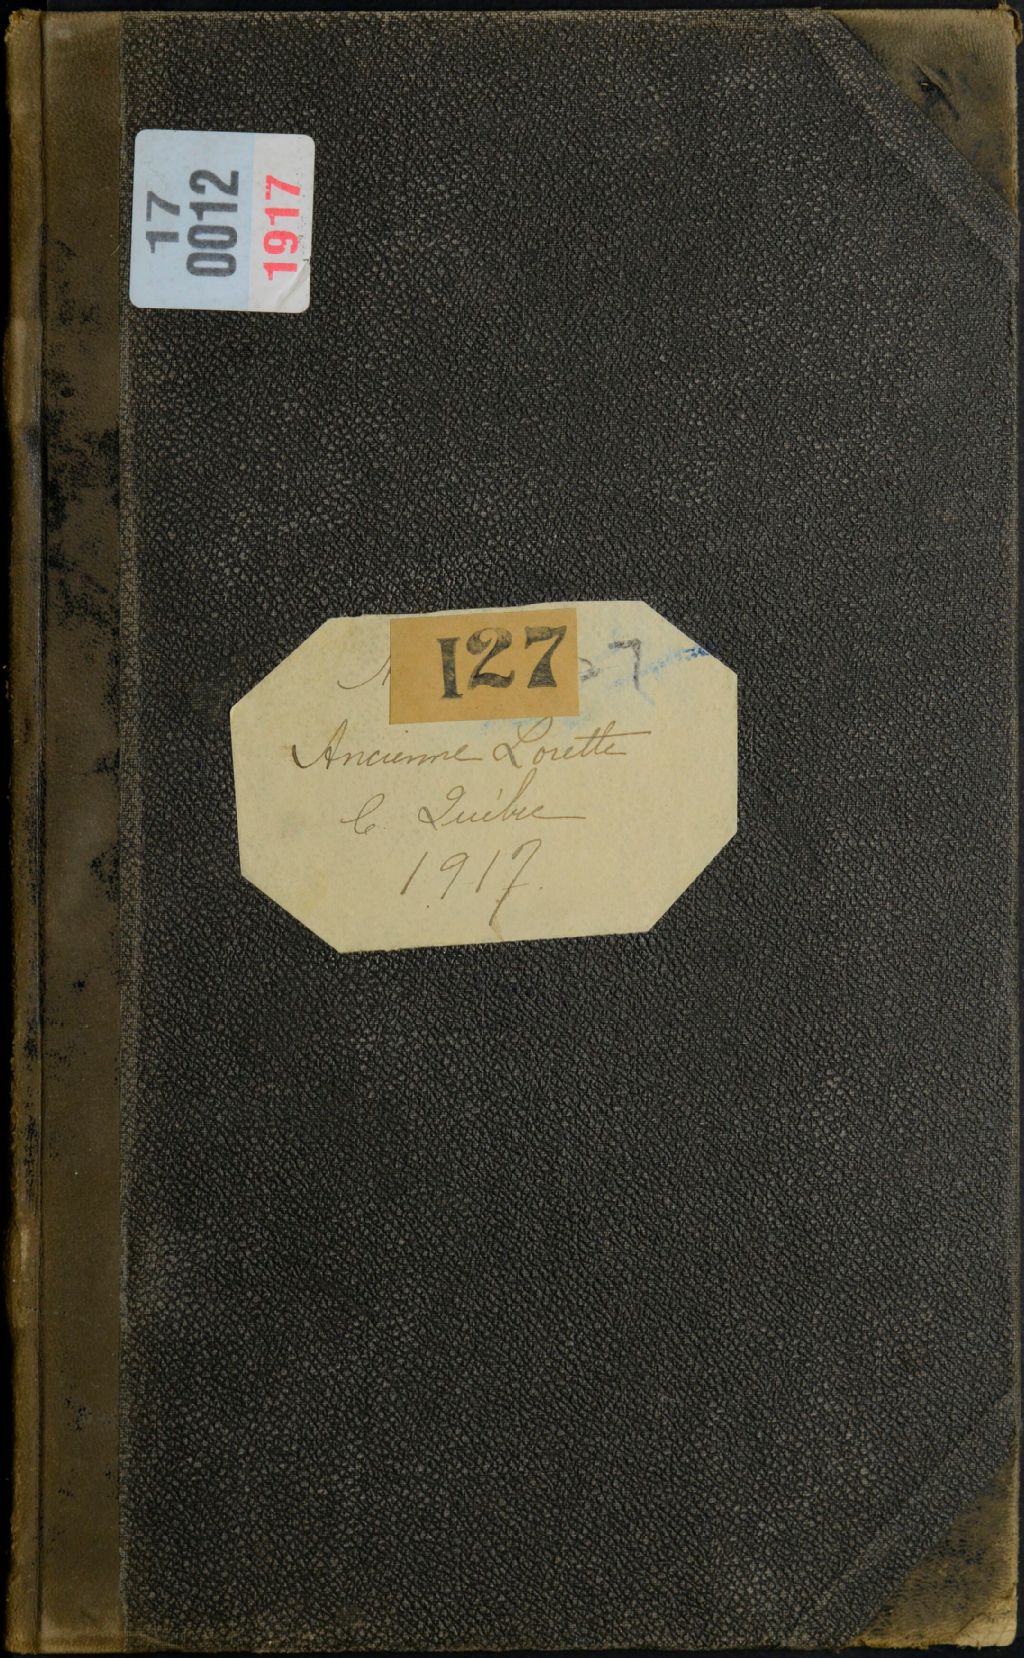 17
0012
1917
127
Ancienne Lorette
C. Québec
1917.